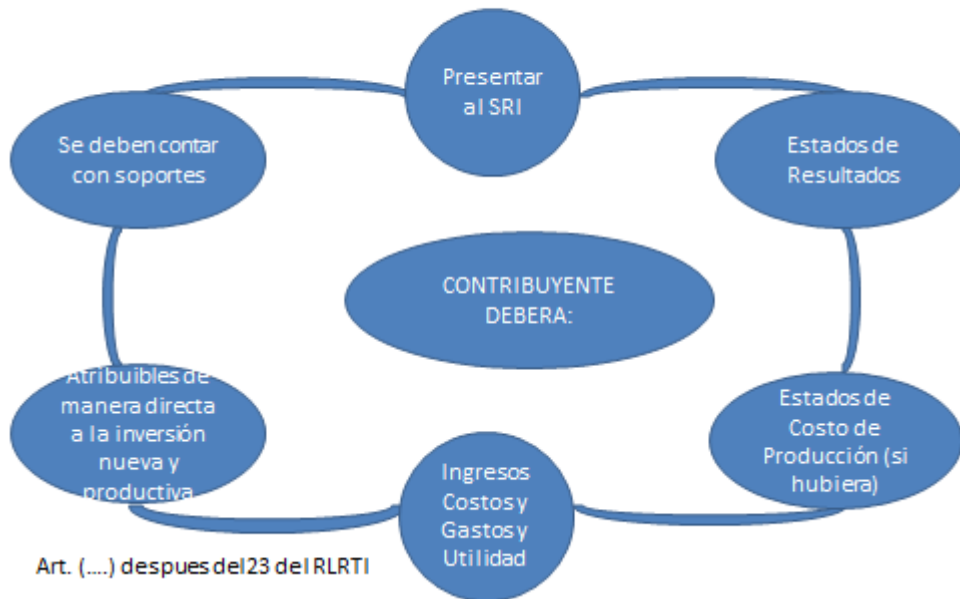 Presentar
al SRI
Se deben contar
con soportes
Estados de
Resultados
CONTRIBUYENTE
DEBERA:
Atribuibles de
manera directa
a la inversión
nueva y
productiva
Estados de
Costo de
Producción (si
hubiera)
Ingresos
Costos y
Gastos y
Utilidad
Art. (....) despues del 23 del RLRTI